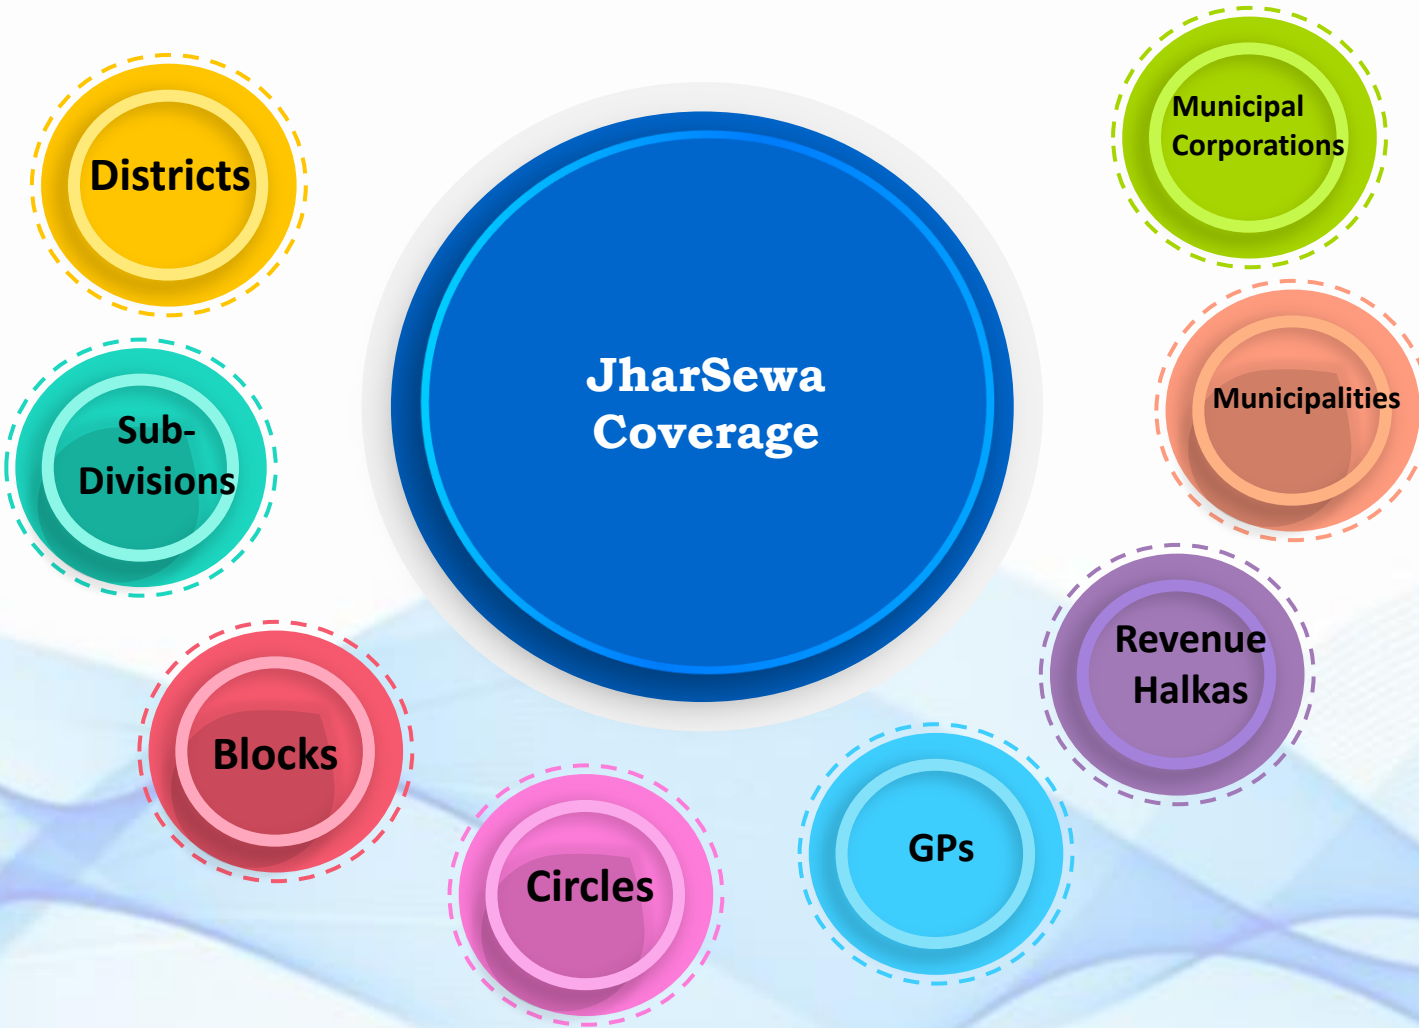 Districts
Sub-
Divisions
Blocks
Circles
JharSewa
Coverage
GPs
Revenue
Halkas
Municipalities
Municipal
Corporations